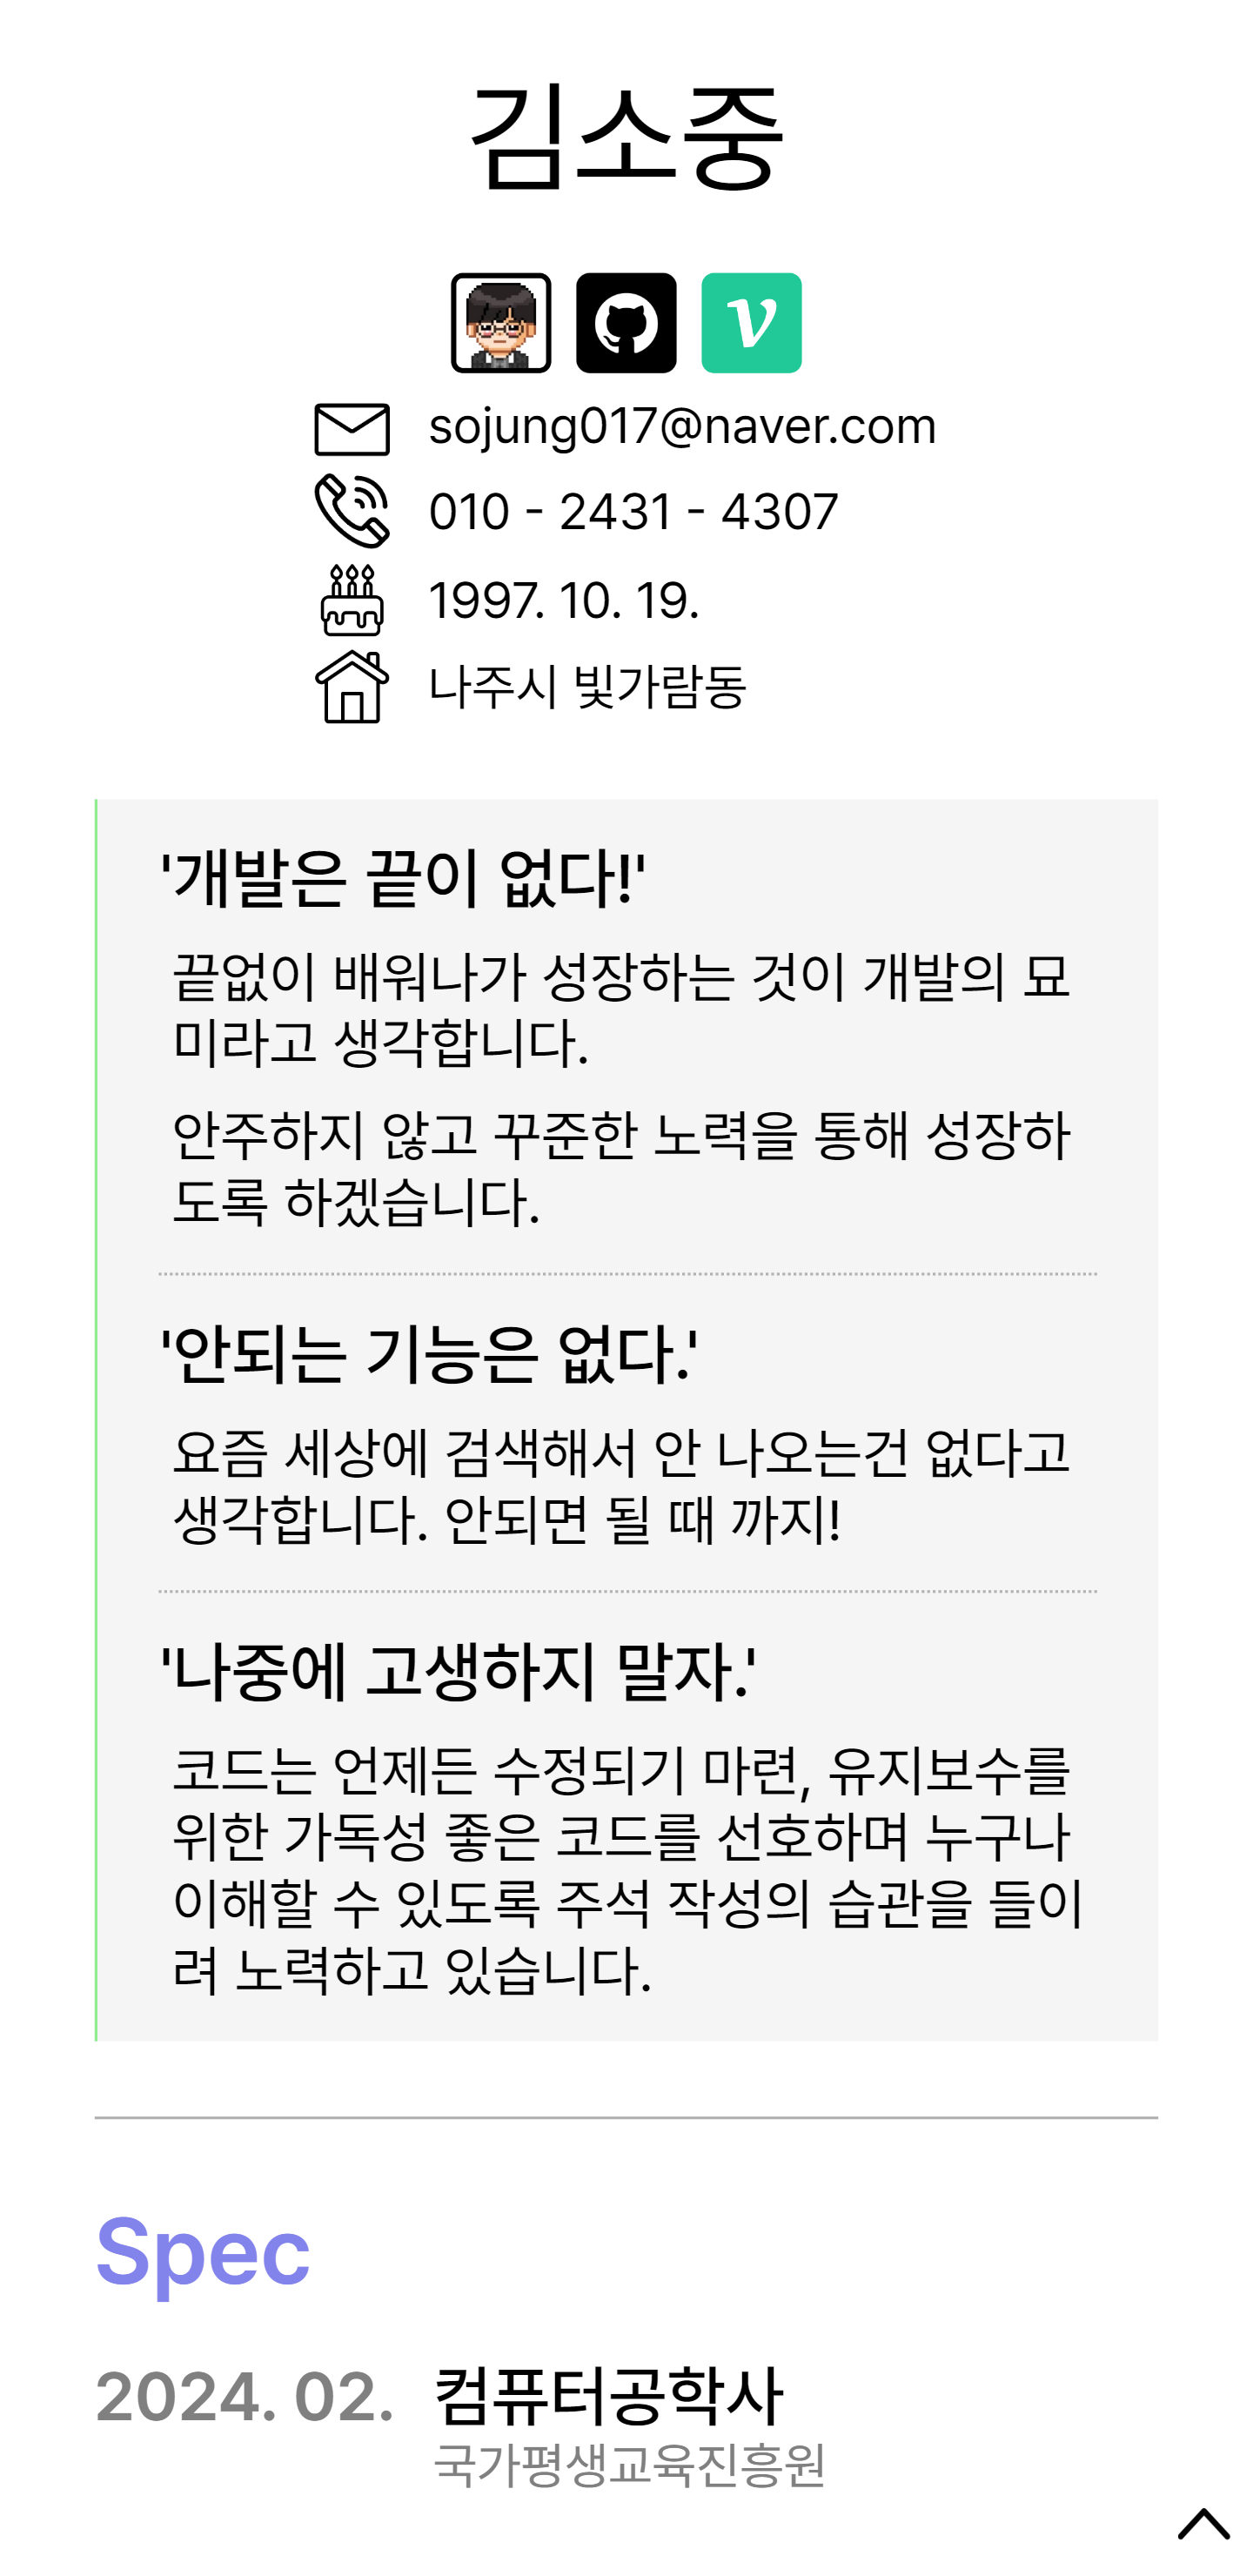 김소중
v
sojung017@naver.com
010 - 2431 - 4307
1997. 10. 19.
나주시 빛가람동
'개발은 끝이 없다!'
끝없이 배워나가 성장하는 것이 개발의 묘
미라고 생각합니다.
안주하지 않고 꾸준한 노력을 통해 성장하
도록 하겠습니다.
'안되는 기능은 없다.'
요즘 세상에 검색해서 안 나오는건 없다고
생각합니다. 안되면 될 때 까지!
'나중에 고생하지 말자.'
코드는 언제든 수정되기 마련, 유지보수를
위한 가독성 좋은 코드를 선호하며 누구나
이해할 수 있도록 주석 작성의 습관을 들이
려 노력하고 있습니다.
Spec
2024. 02. 컴퓨터공학사
국가평생교육진흥원